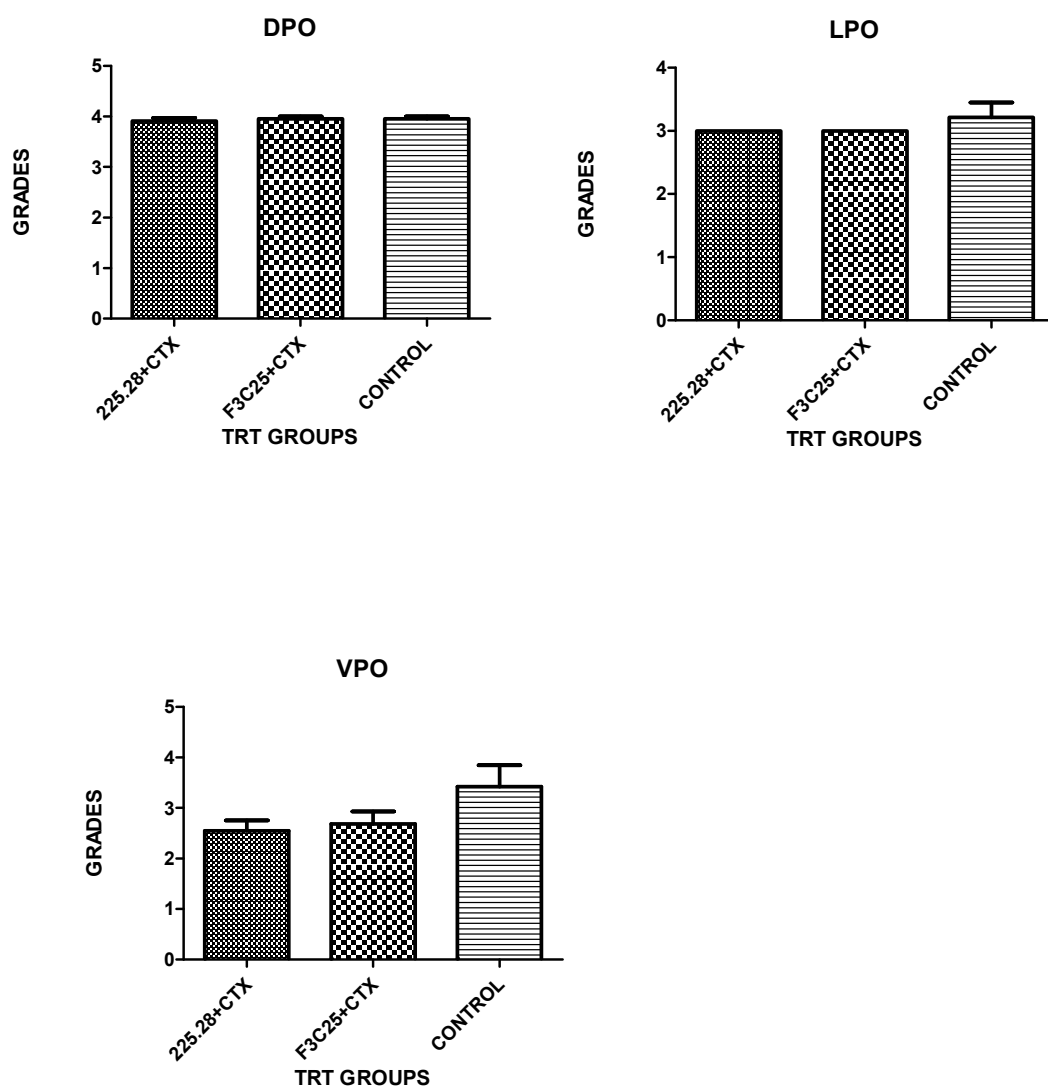 DPO
GRADES
5
4
3
2
1
0
225.28+CTX
F3C25+CTX
CONTROL
TRT GROUPS
LPO
GRADES
4
3
2
1
0
225.28+CTX
F3C25+CTX
CONTROL
TRT GROUPS
VPO
GRADES
5
4
3
2
1
0
225.28+CTX
F3C25+CTX
CONTROL
TRT GROUPS